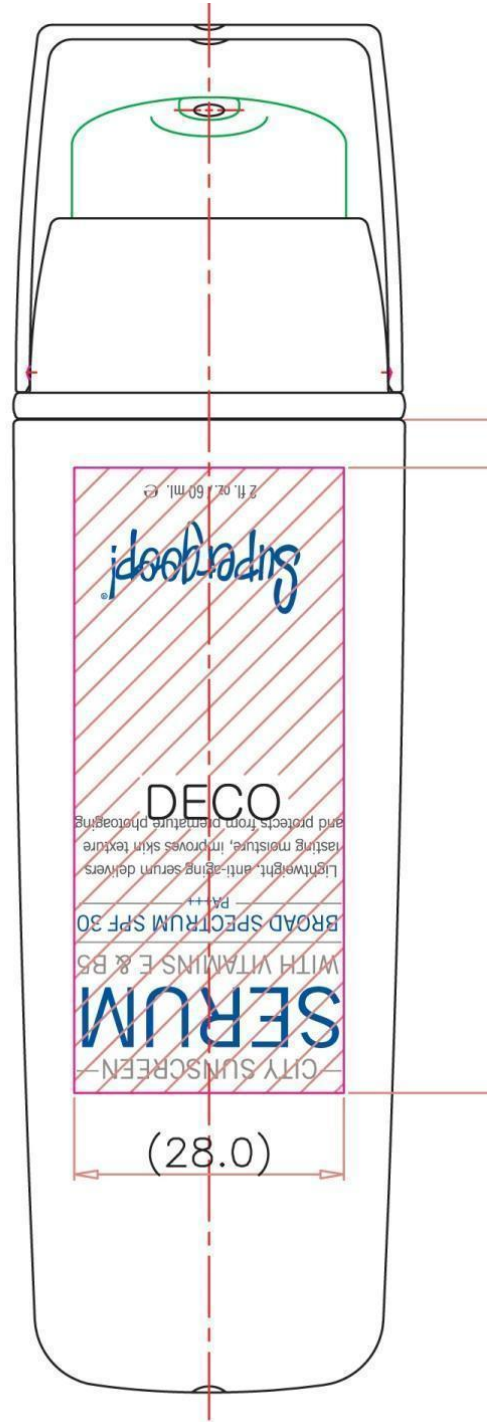 CITY SUNSCREEN
SERUM
WITH VITAMINS E & B5
BROAD SPECTRUM SPF 30
PA+++
Lightweight, anti-aging serum delivers
lasting moisture, improves skin texture
and protects from premature photoaging
Supergoop!®
2 fl. oz. / 60 ml. ℮
DECO
(28.0)